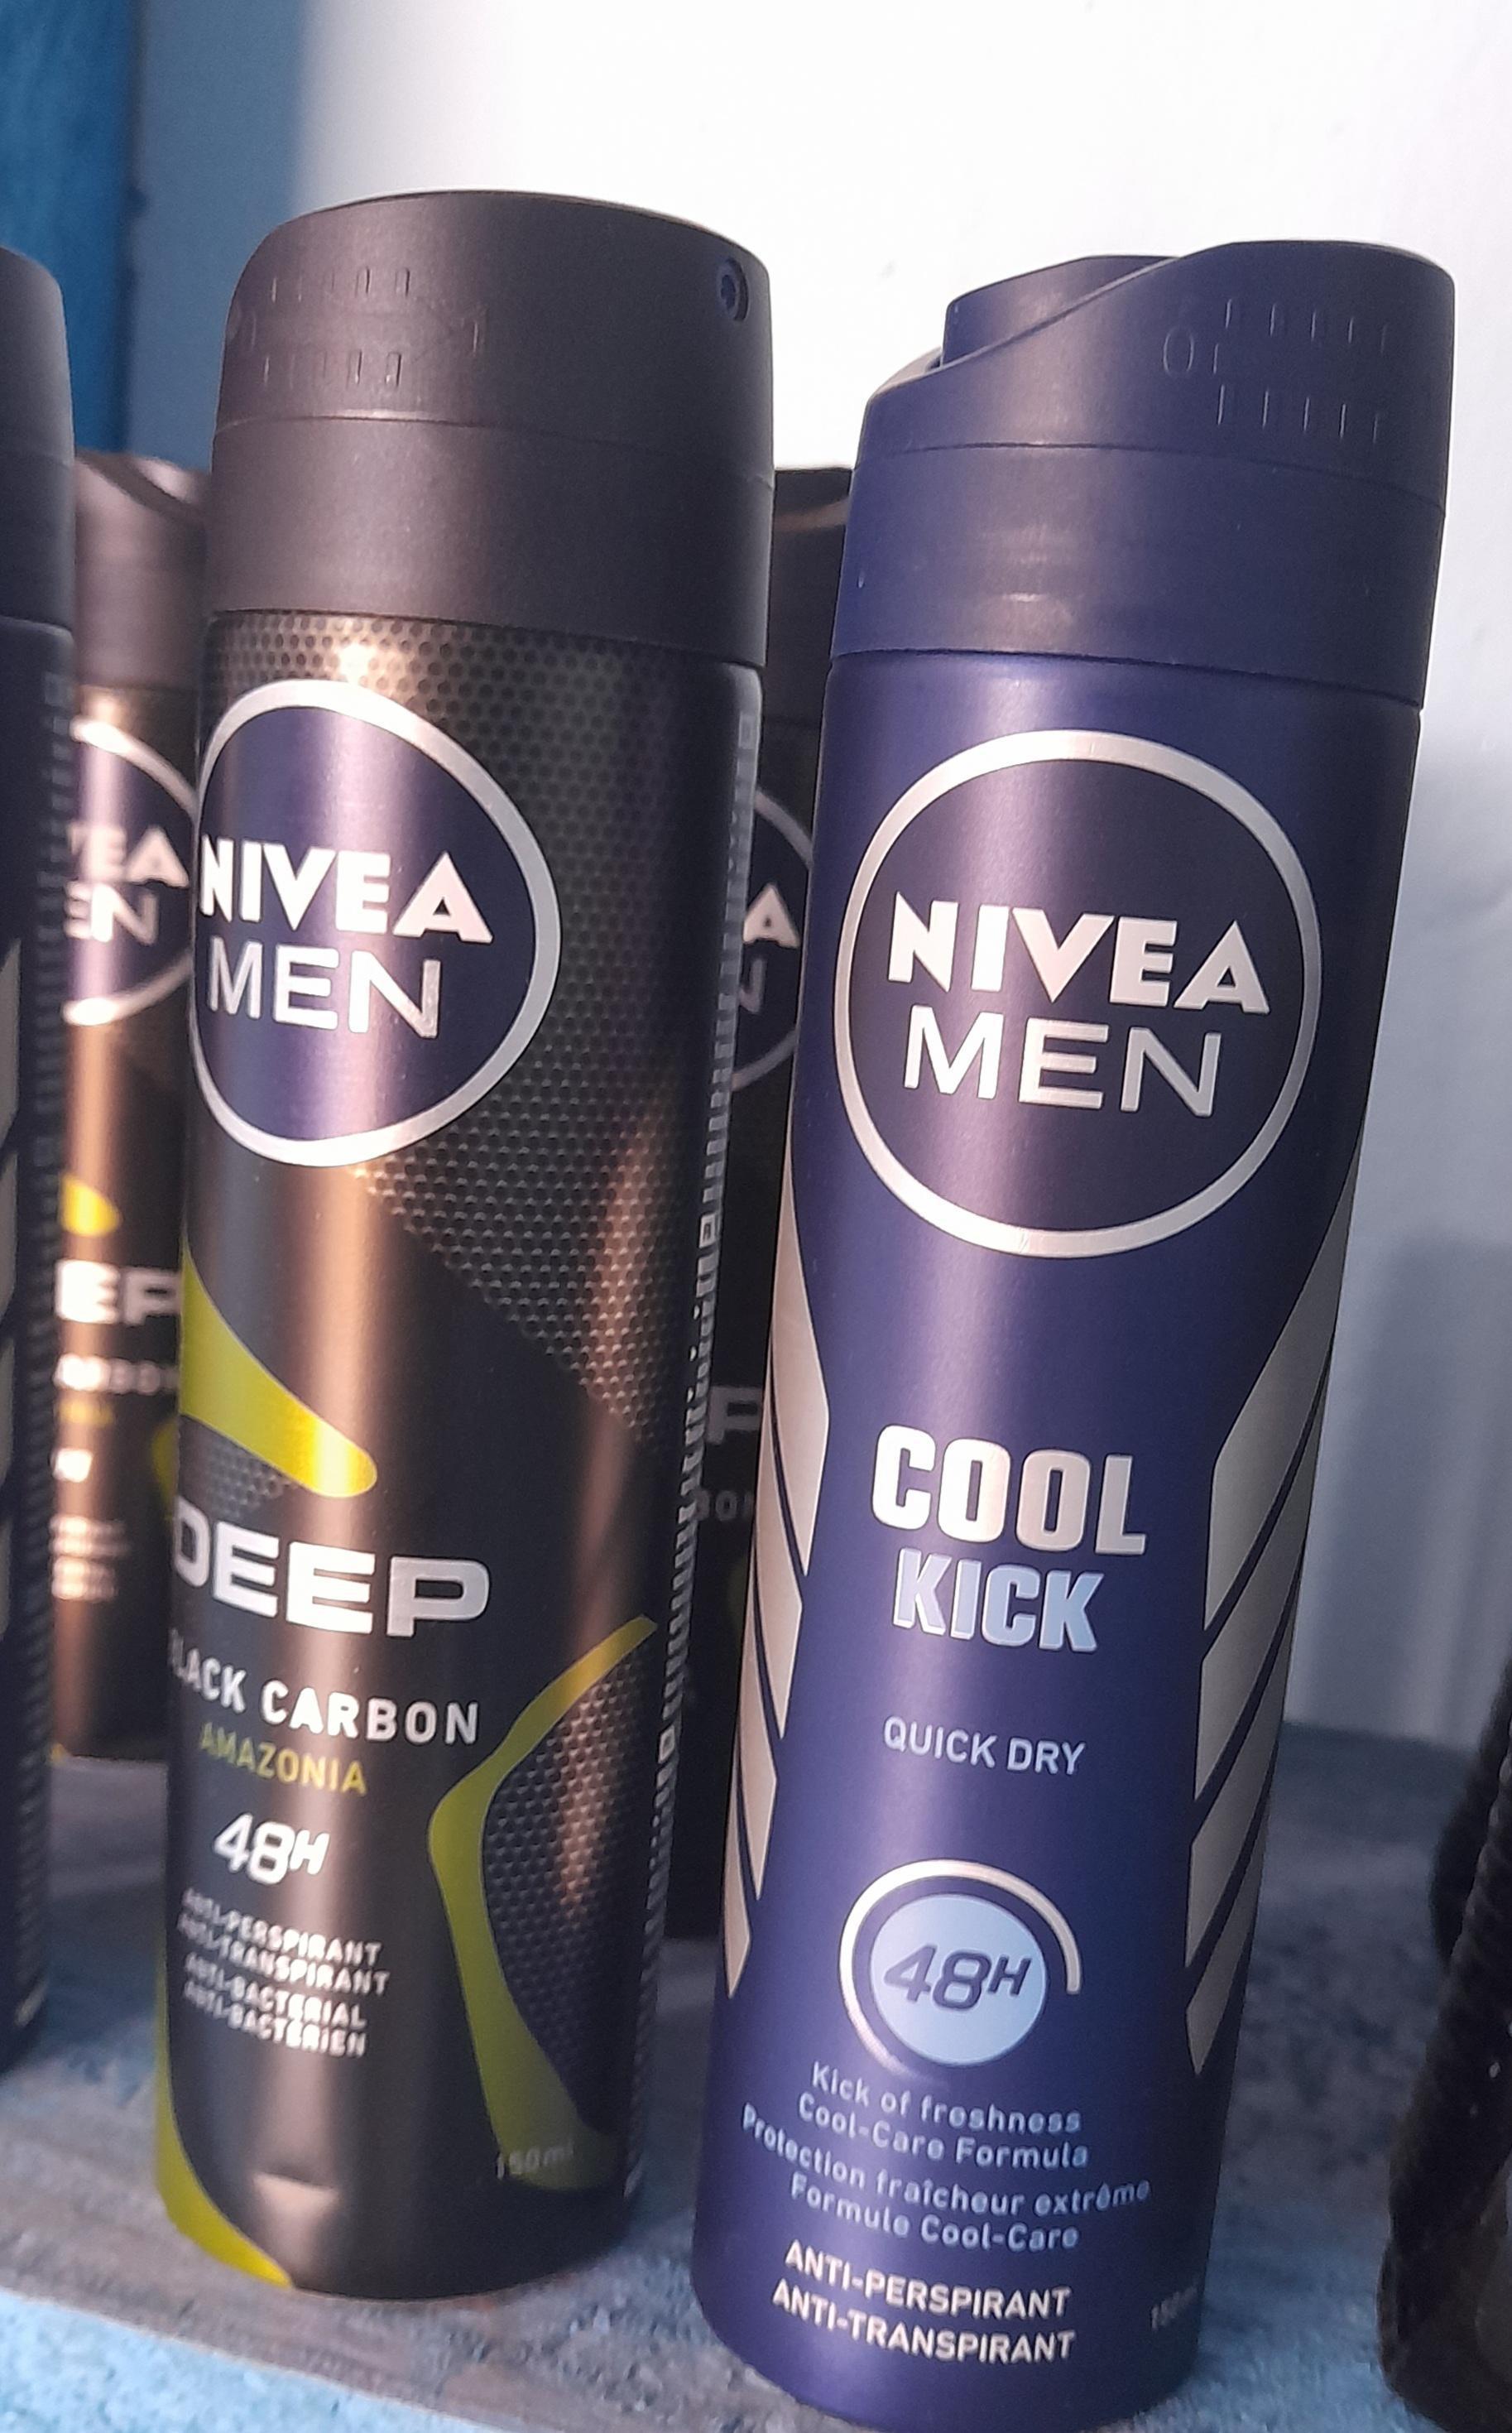 NIVEA
MEN
DEEP
BLACK CARBON
AMAZONIA
48H
ANTI-PERSPIRANT
ANTI-TRANSPIRANT
ANTI-BACTERIAL
ANTI-BACTÉRIEN
150ml
NIVEA
MEN
COOL
KICK
QUICK DRY
48H
Kick of freshness
Cool-Care Formula
Protection fraîcheur extrême
Formule Cool-Care
ANTI-PERSPIRANT
ANTI-TRANSPIRANT